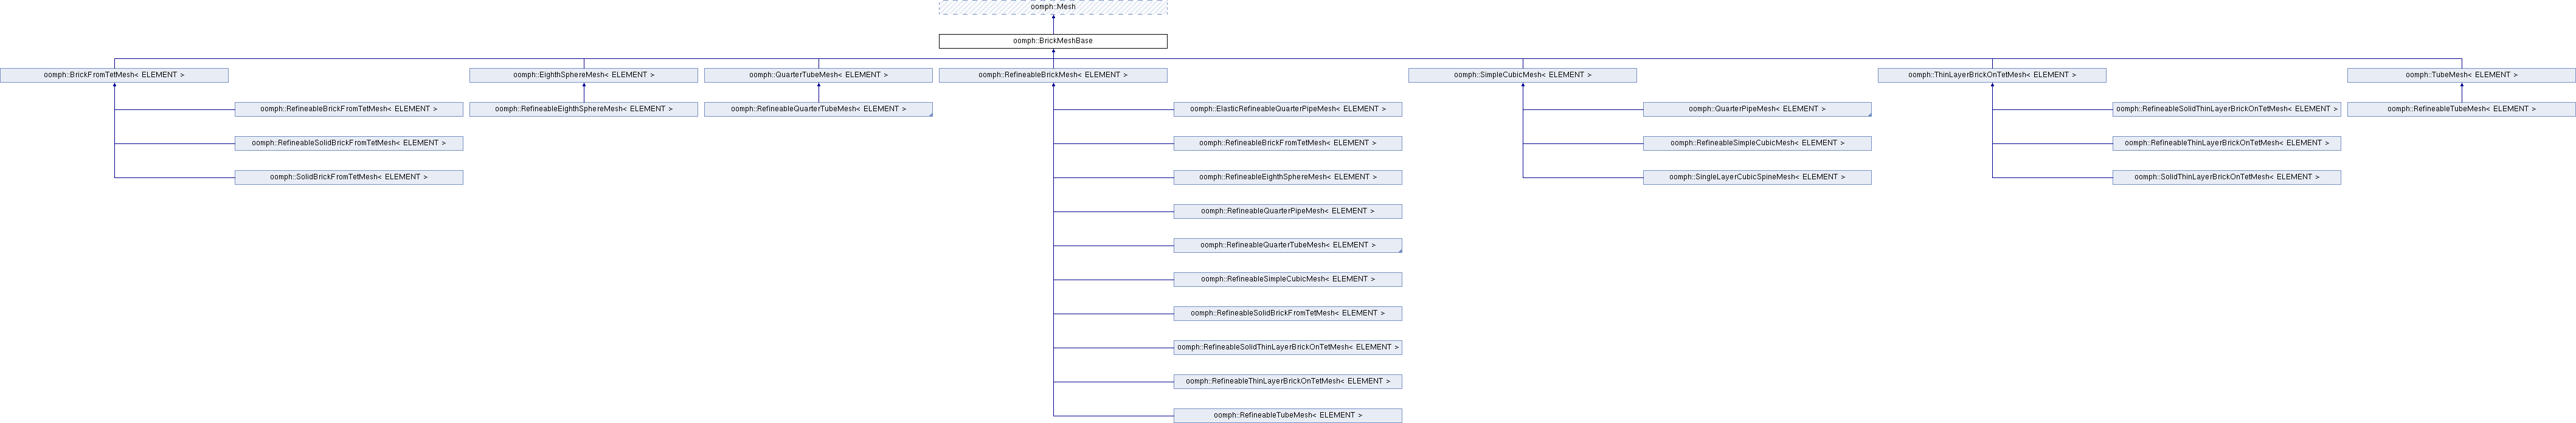 oomph::Mesh
oomph::BrickMeshBase
oomph::BrickFromTetMesh< ELEMENT >
oomph::EighthSphereMesh< ELEMENT >
oomph::QuarterTubeMesh< ELEMENT >
oomph::RefineableBrickMesh< ELEMENT >
oomph::SimpleCubicMesh< ELEMENT >
oomph::ThinLayerBrickOnTetMesh< ELEMENT >
oomph::TubeMesh< ELEMENT >
oomph::RefineableBrickFromTetMesh< ELEMENT >
oomph::RefineableEighthSphereMesh< ELEMENT >
oomph::RefineableQuarterTubeMesh< ELEMENT >
oomph::ElasticRefineableQuarterPipeMesh< ELEMENT >
oomph::QuarterPipeMesh< ELEMENT >
oomph::RefineableSolidThinLayerBrickOnTetMesh< ELEMENT >
oomph::RefineableTubeMesh< ELEMENT >
oomph::RefineableSolidBrickFromTetMesh< ELEMENT >
oomph::RefineableBrickFromTetMesh< ELEMENT >
oomph::RefineableSimpleCubicMesh< ELEMENT >
oomph::RefineableThinLayerBrickOnTetMesh< ELEMENT >
oomph::SolidBrickFromTetMesh< ELEMENT >
oomph::RefineableEighthSphereMesh< ELEMENT >
oomph::SingleLayerCubicSpineMesh< ELEMENT >
oomph::SolidThinLayerBrickOnTetMesh< ELEMENT >
oomph::RefineableQuarterPipeMesh< ELEMENT >
oomph::RefineableQuarterTubeMesh< ELEMENT >
oomph::RefineableSimpleCubicMesh< ELEMENT >
oomph::RefineableSolidBrickFromTetMesh< ELEMENT >
oomph::RefineableSolidThinLayerBrickOnTetMesh< ELEMENT >
oomph::RefineableThinLayerBrickOnTetMesh< ELEMENT >
oomph::RefineableTubeMesh< ELEMENT >